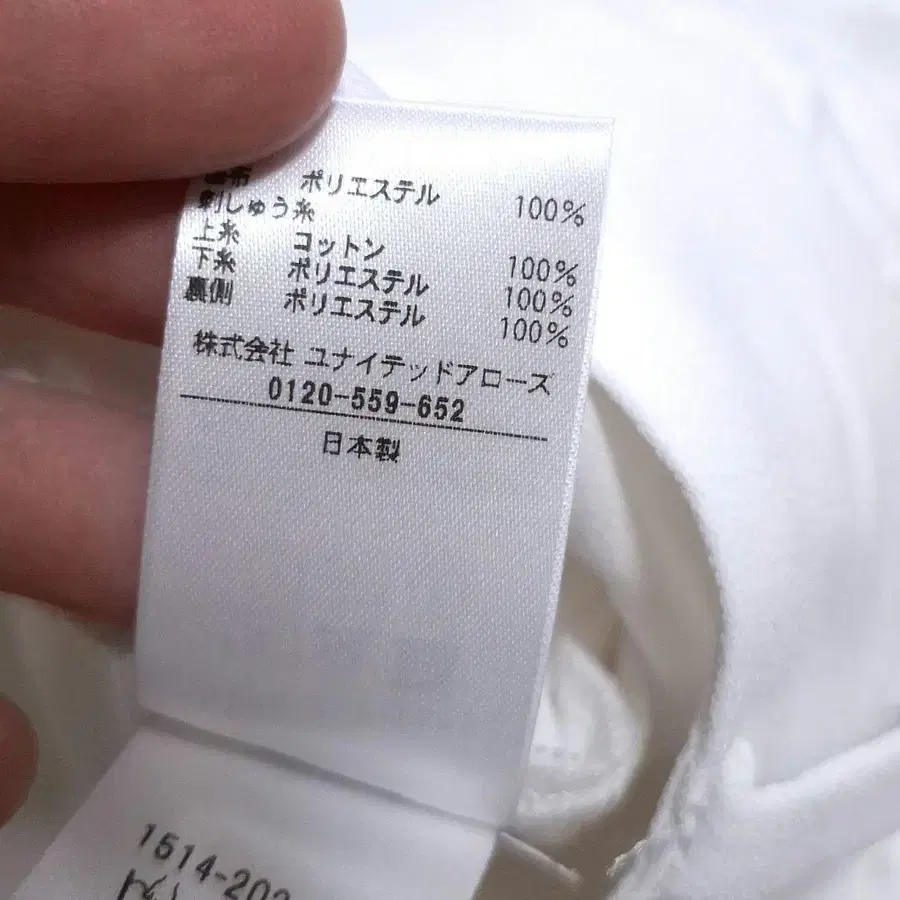 ポリエステル 100%
刺しゅう糸
上糸 コットン 100%
下糸 ポリエステル 100%
裏側 ポリエステル 100%
株式会社 ユナイテッドアローズ
0120-559-652
日本製
1514-202